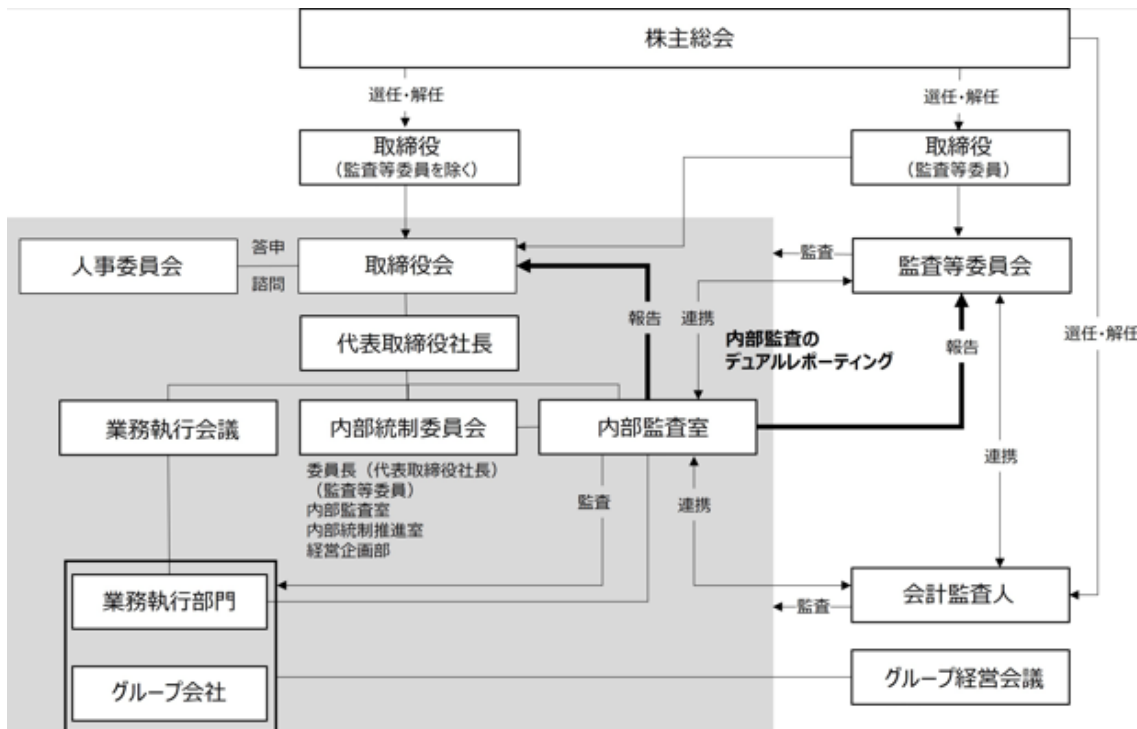 株主総会
選任・解任
選任・解任
取締役
（監査等委員を除く）
取締役
（監査等委員）
人事委員会
答申
諮問
取締役会
監査
監査等委員会
報告
連携
内部監査の
デュアルレポーティング
報告
選任・解任
代表取締役社長
業務執行会議
内部統制委員会
内部監査室
委員長（代表取締役社長）
（監査等委員）
内部監査室
内部統制推進室
経営企画部
監査
連携
連携
業務執行部門
監査
会計監査人
グループ会社
グループ経営会議